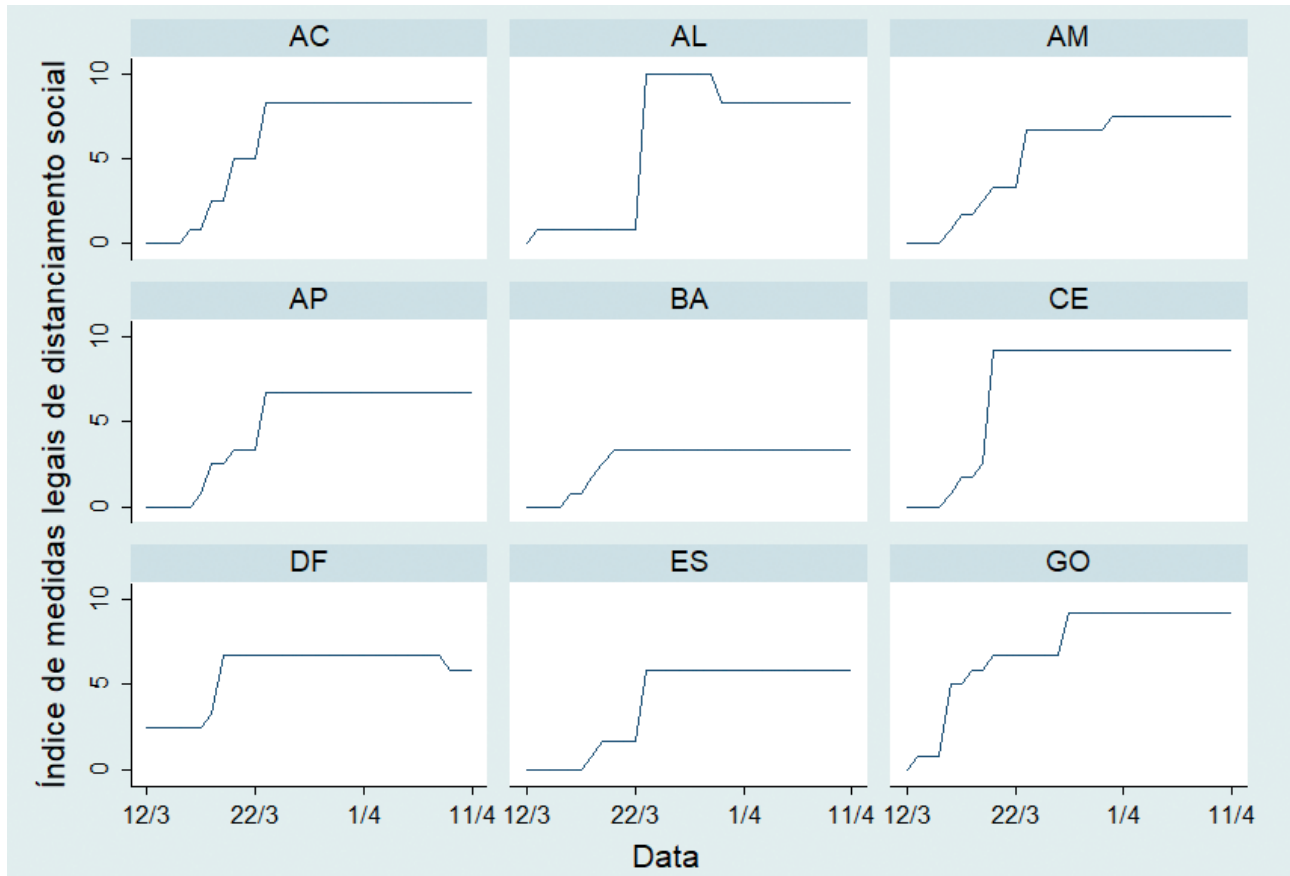 Índice de medidas legais de distanciamento social
AC
AL
AM
10
5
0
AP
BA
CE
10
5
0
DF
ES
GO
10
5
0
12/3 22/3 1/4 11/4 12/3 22/3 1/4 11/4 12/3 22/3 1/4 11/4
Data